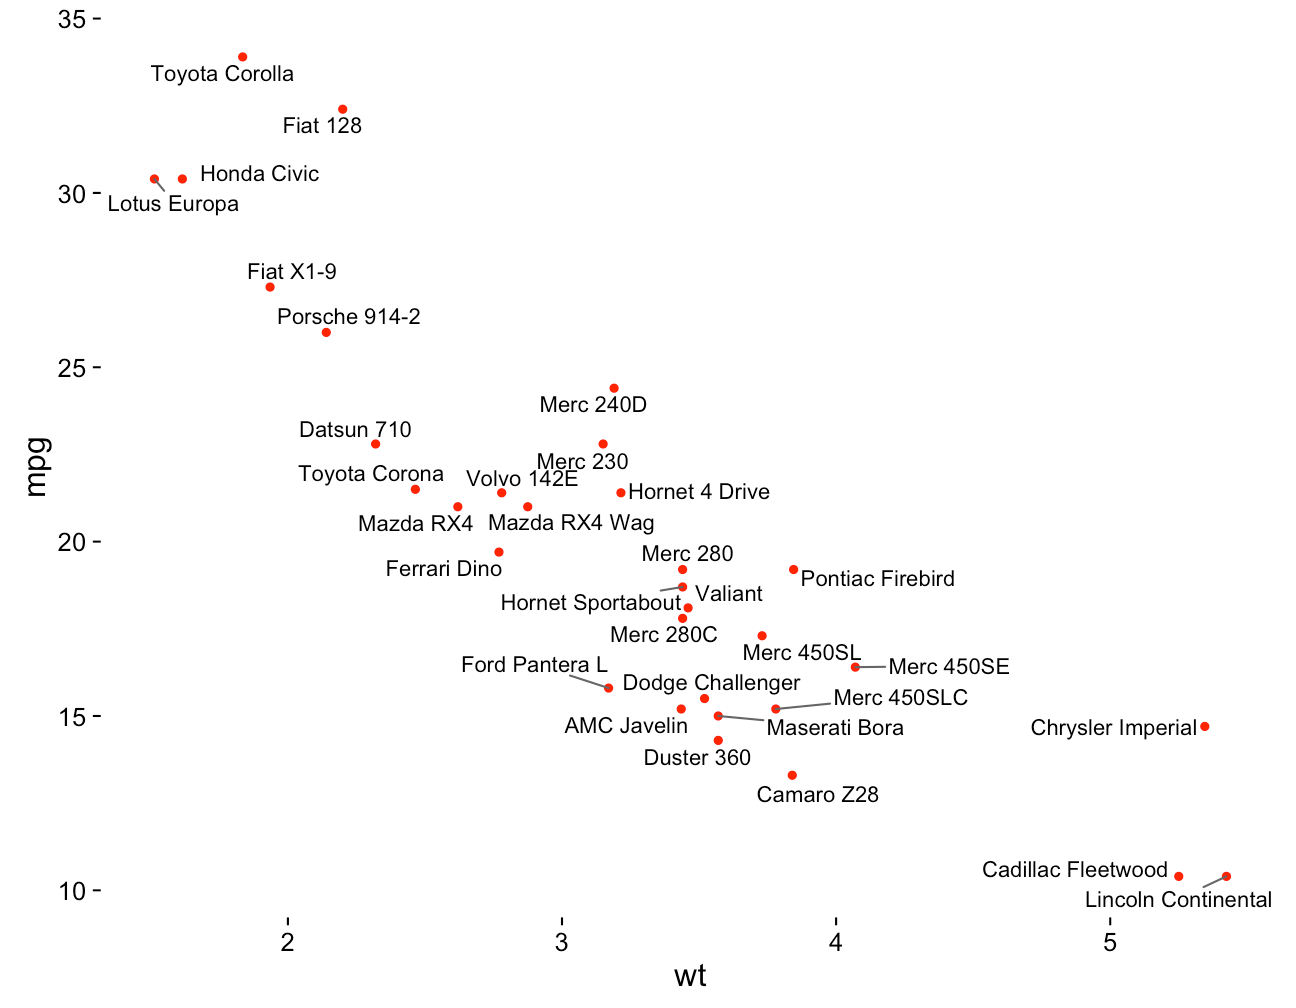 35
Toyota Corolla
Fiat 128
Honda Civic
30
Lotus Europa
Fiat X1-9
Porsche 914-2
25
Merc 240D
Datsun 710
mpg
Merc 230
Toyota Corona
Volvo 142E
Hornet 4 Drive
Mazda RX4
Mazda RX4 Wag
20
Merc 280
Ferrari Dino
Pontiac Firebird
Valiant
Hornet Sportabout
Merc 280C
Merc 450SL
Ford Pantera L
Merc 450SE
Dodge Challenger
Merc 450SLC
15
AMC Javelin
Maserati Bora
Chrysler Imperial
Duster 360
Camaro Z28
Cadillac Fleetwood
10
Lincoln Continental
2
3
4
5
wt